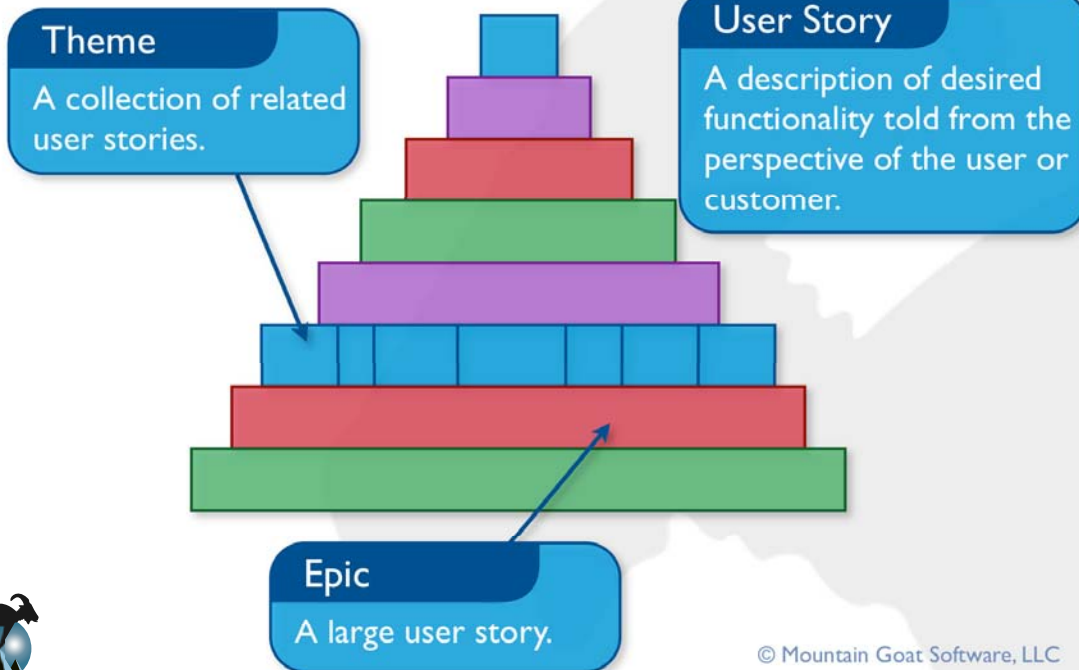 Theme
A collection of related
user stories.
User Story
A description of desired
functionality told from the
perspective of the user or
customer.
Epic
A large user story.
© Mountain Goat Software, LLC